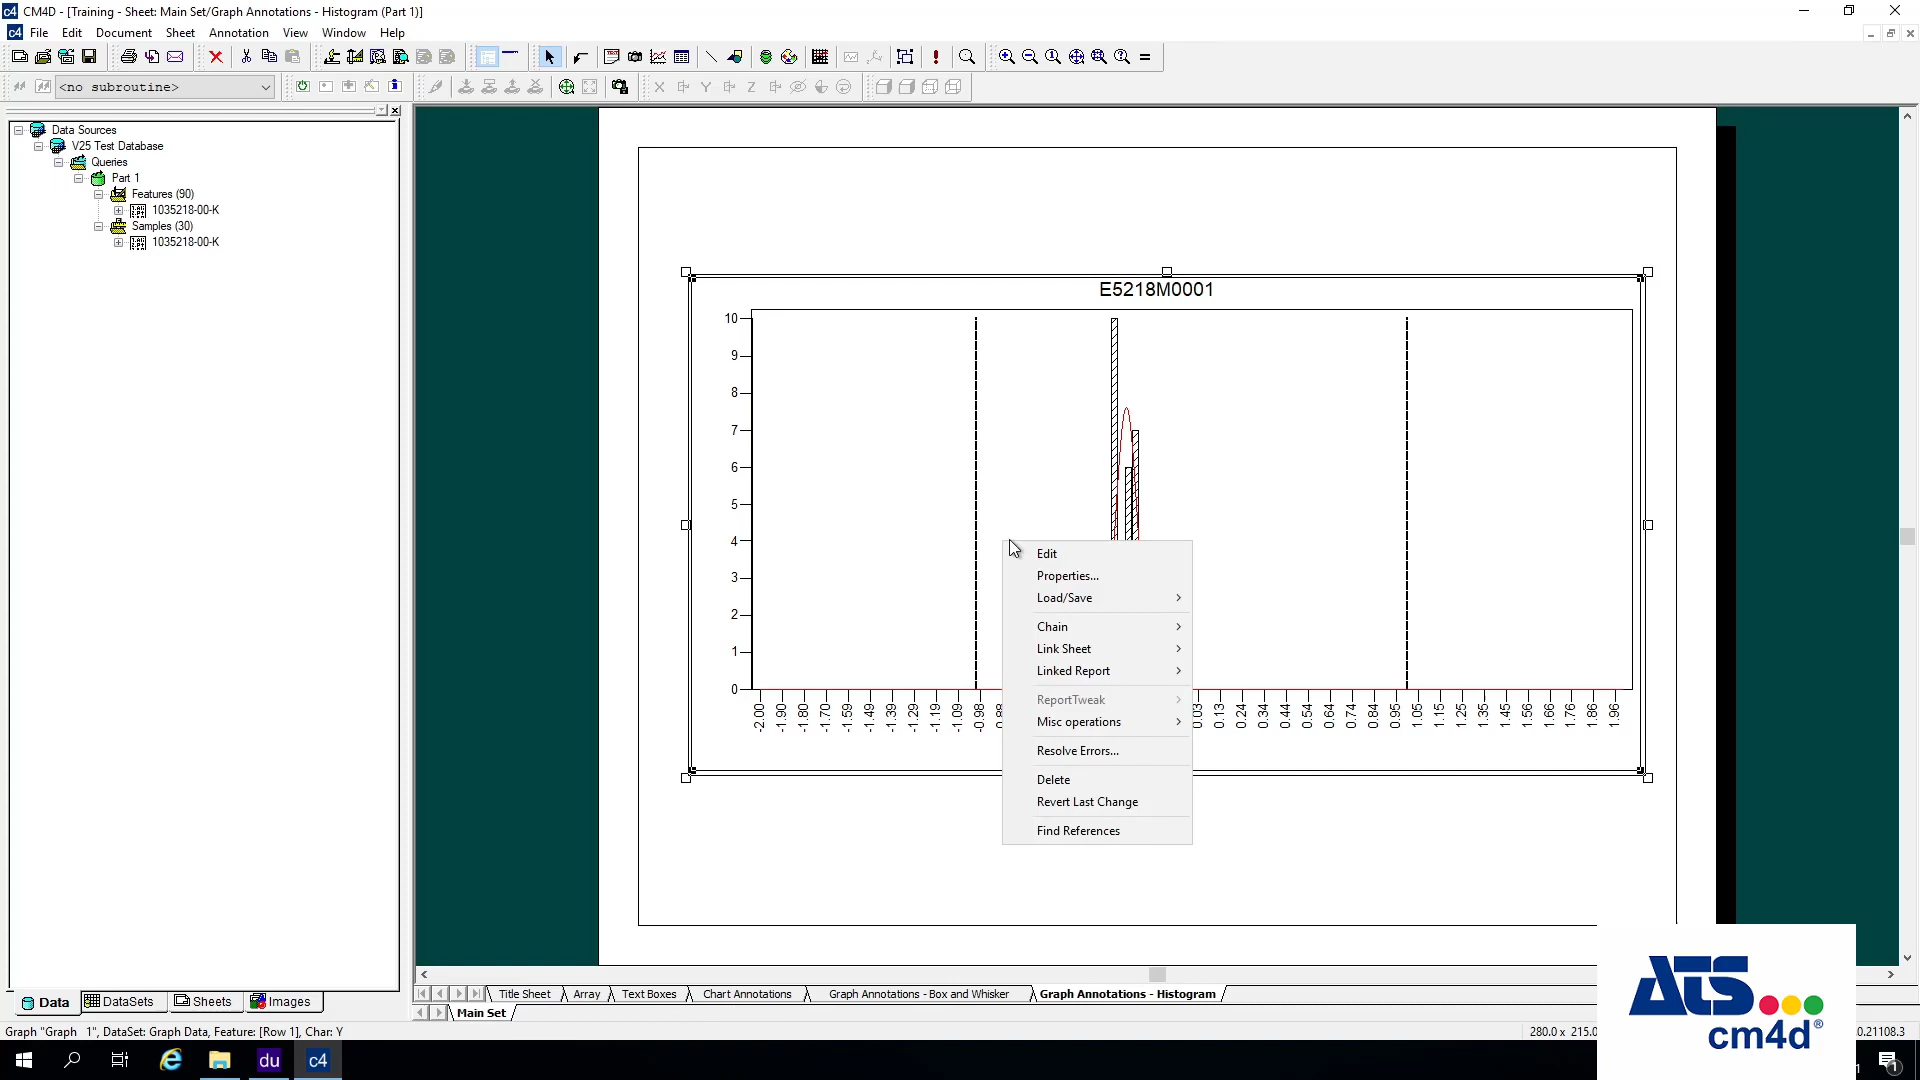 CM4D - [Training - Sheet: Main Set/Graph Annotations - Histogram (Part 1)]
File Edit Document Sheet Annotation View Window Help
<no subroutine>
Data Sources
V25 Test Database
Queries
Part 1
Features (90)
1035218-00-K
Samples (30)
1035218-00-K
E5218M0001
10
9
8
7
6
5
4
3
2
1
0
-2.00 -1.90 -1.80 -1.70 -1.59 -1.49 -1.39 -1.29 -1.19 -1.09 -0.98 0.03 0.13 0.24 0.34 0.44 0.54 0.64 0.74 0.84 0.95 1.05 1.15 1.25 1.35 1.45 1.56 1.66 1.76 1.86 1.96
Edit
Properties...
Load/Save
Chain
Link Sheet
Linked Report
ReportTweak
Misc operations
Resolve Errors...
Delete
Revert Last Change
Find References
Data DataSets Sheets Images
Title Sheet Array Text Boxes Chart Annotations Graph Annotations - Box and Whisker Graph Annotations - Histogram
Main Set
Graph "Graph 1", DataSet: Graph Data, Feature: [Row 1], Char: Y
280.0 x 215.0
0.21108.3
ATS
cm4d®
du
c4
1